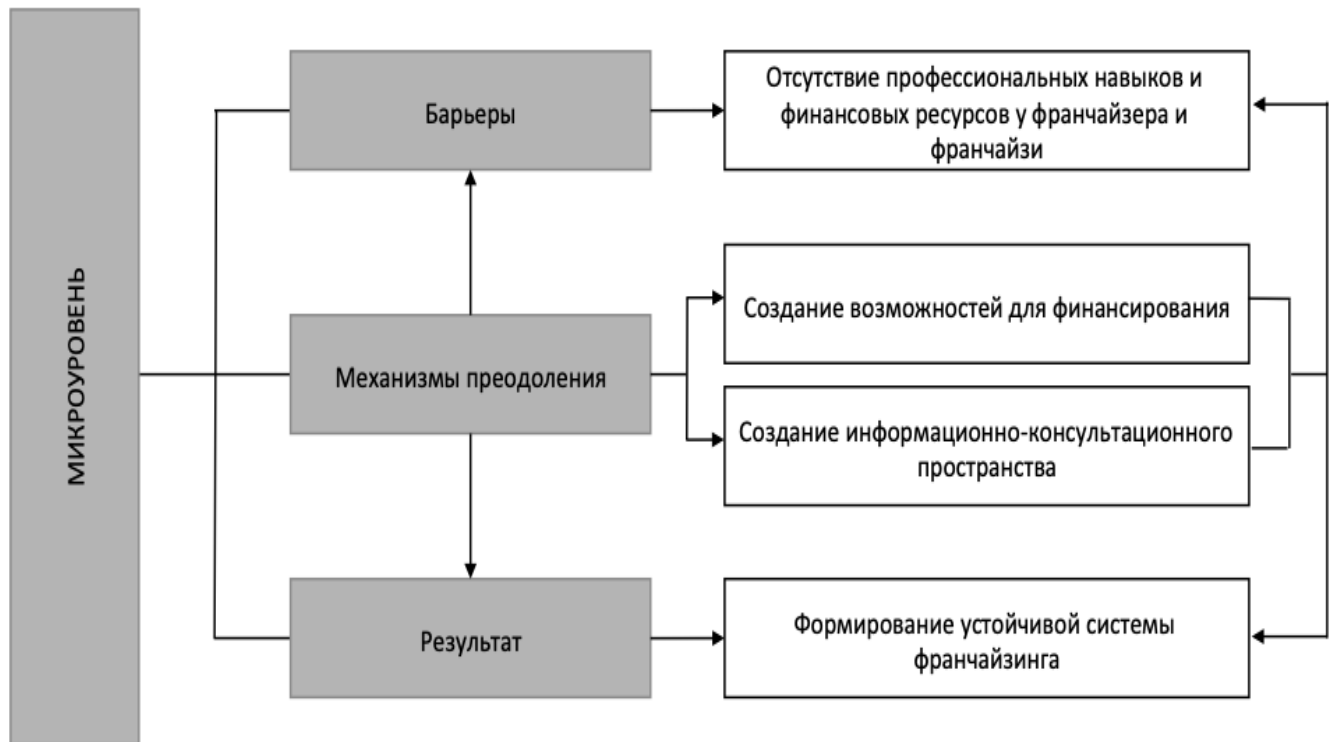 МИКРОУРОВЕНЬ
Барьеры
Отсутствие профессиональных навыков и
финансовых ресурсов у франчайзера и
франчайзи
Механизмы преодоления
Создание возможностей для финансирования
Создание информационно-консультационного
пространства
Результат
Формирование устойчивой системы
франчайзинга